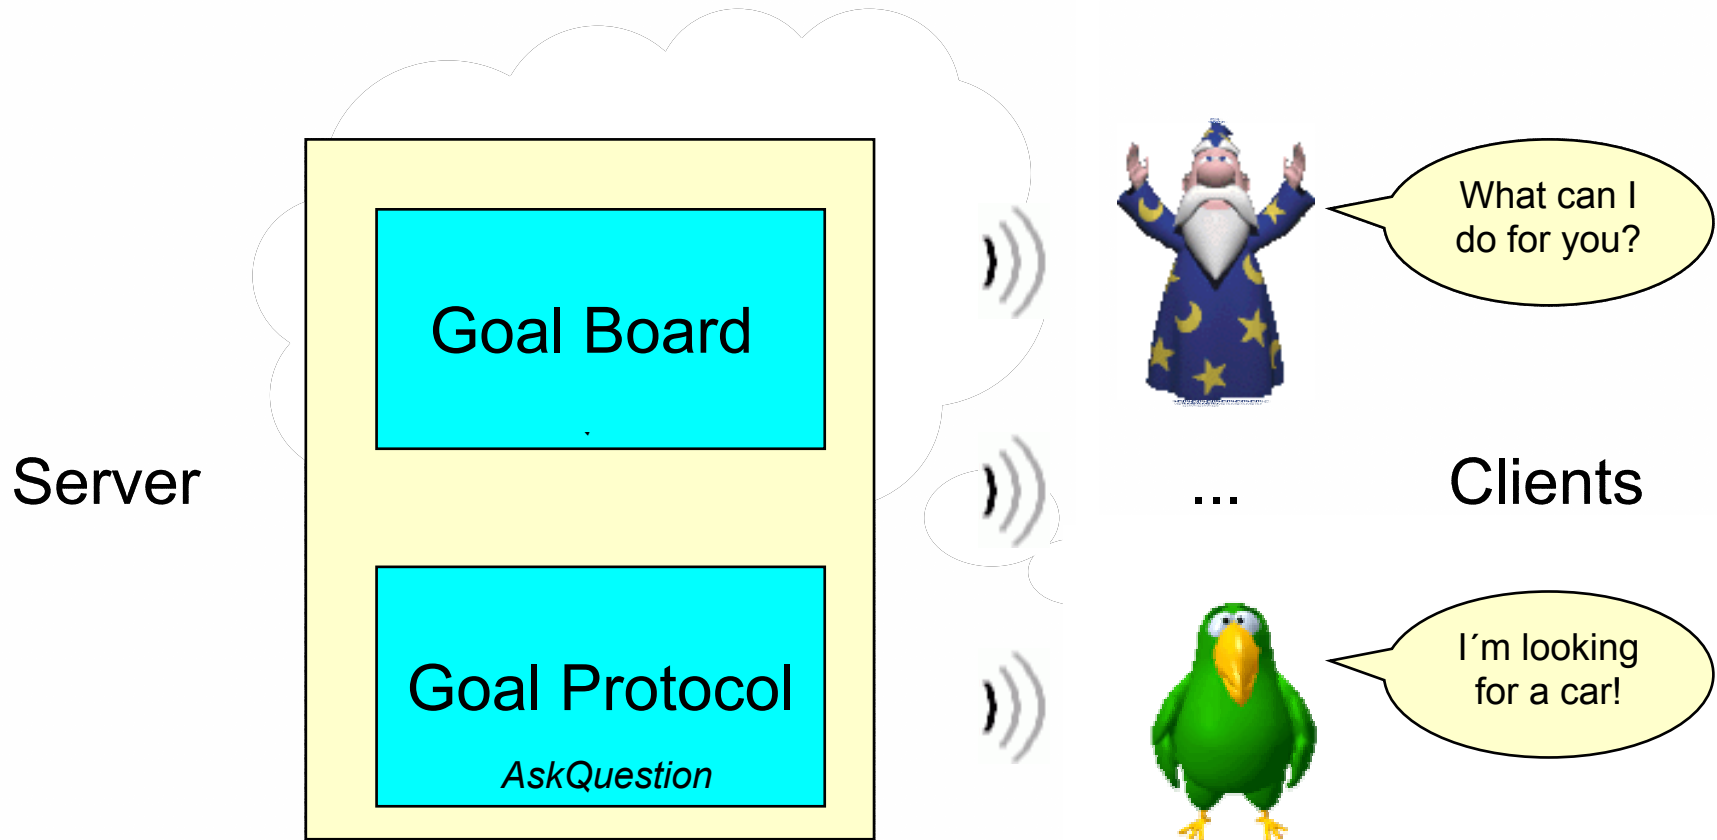 What can I
do for you?
Goal Board
.
Server
...
Clients
I´m looking
for a car!
Goal Protocol
AskQuestion